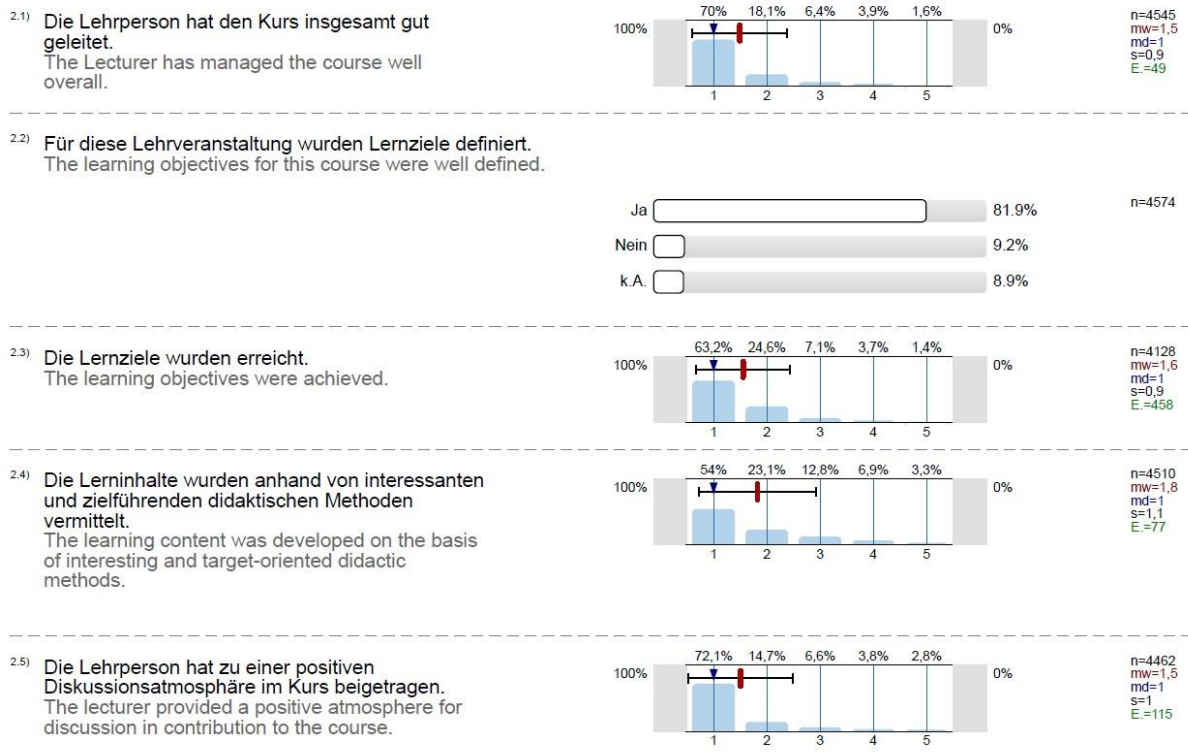 2.1) Die Lehrperson hat den Kurs insgesamt gut
geleitet.
The Lecturer has managed the course well
overall.
100%
70% 18,1% 6,4% 3,9% 1,6%
0%
1 2 3 4 5
n=4545
mw=1,5
md=1
s=0,9
E.=49
2.2) Für diese Lehrveranstaltung wurden Lernziele definiert.
The learning objectives for this course were well defined.
Ja 81.9%
Nein 9.2%
k.A. 8.9%
n=4574
2.3) Die Lernziele wurden erreicht.
The learning objectives were achieved.
100%
63,2% 24,6% 7,1% 3,7% 1,4%
0%
1 2 3 4 5
n=4128
mw=1,6
md=1
s=0,9
E.=458
2.4) Die Lerninhalte wurden anhand von interessanten
und zielführenden didaktischen Methoden
vermittelt.
The learning content was developed on the basis
of interesting and target-oriented didactic
methods.
100%
54% 23,1% 12,8% 6,9% 3,3%
0%
1 2 3 4 5
n=4510
mw=1,8
md=1
s=1,1
E.=77
2.5) Die Lehrperson hat zu einer positiven
Diskussionsatmosphäre im Kurs beigetragen.
The lecturer provided a positive atmosphere for
discussion in contribution to the course.
100%
72,1% 14,7% 6,6% 3,8% 2,8%
0%
1 2 3 4 5
n=4462
mw=1,5
md=1
s=1
E.=115